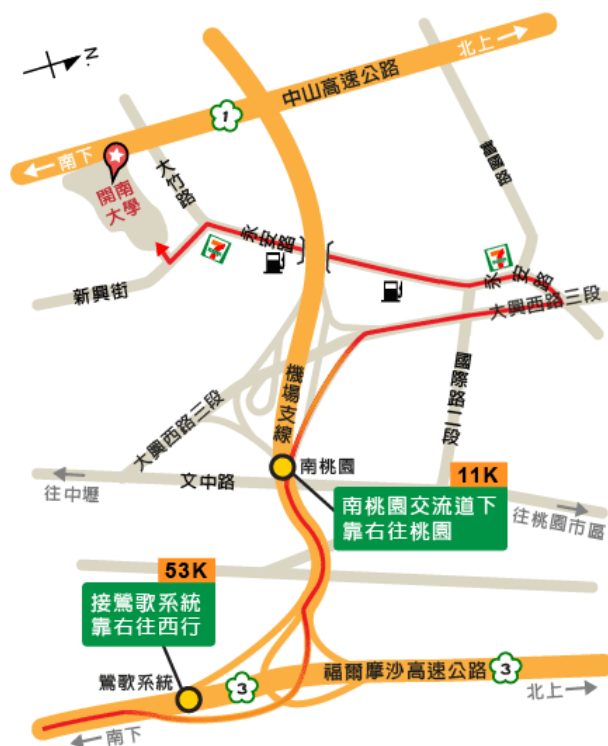 北上
N.
中山高速公路
1
南下
開南
大學
大竹路
富國路
永安路
7
7
永安路
新興街
大興西路三段
機場支線
國際路二段
大興西路三段
南桃園
文中路
11K
往中壢
南桃園交流道下
靠右往桃園
往桃園市區
53K
接鶯歌系統
靠右往西行
鶯歌系統
3
福爾摩沙高速公路
3
北上
南下